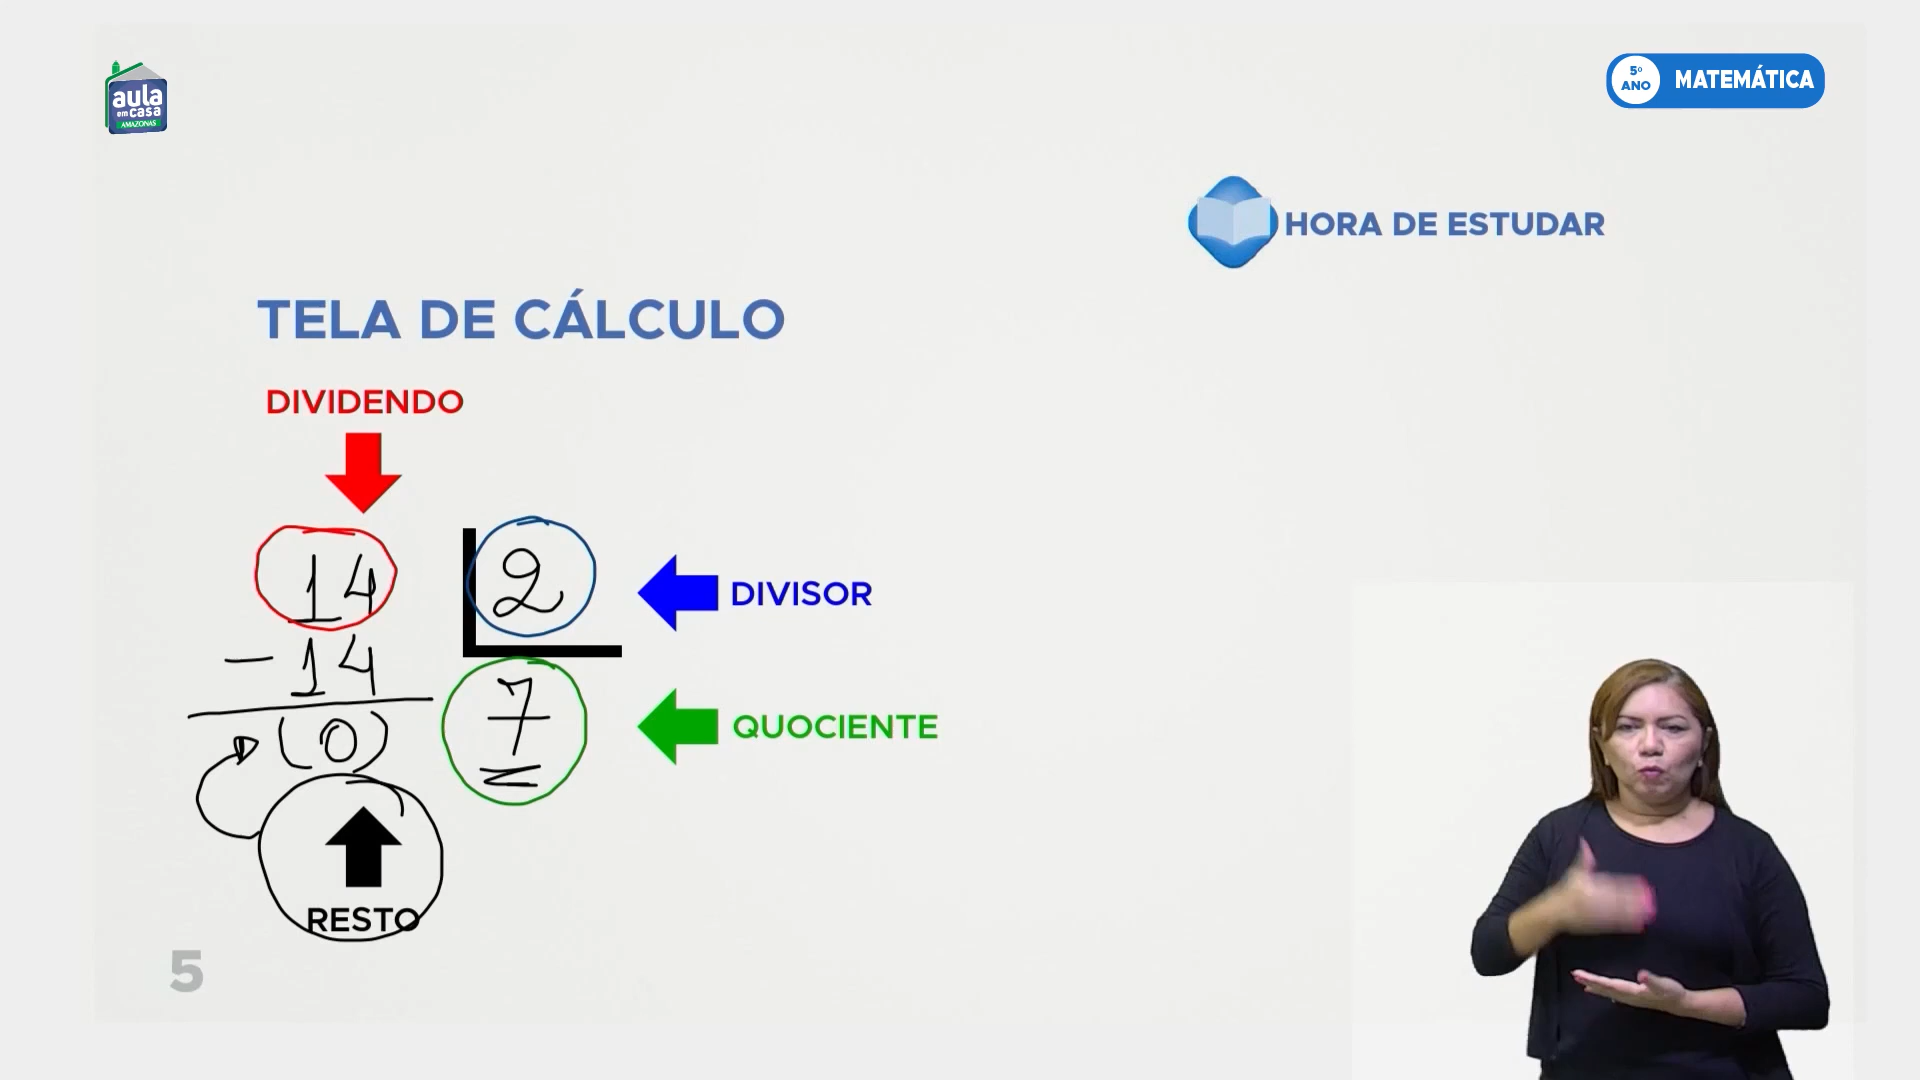 aula
em casa
AMAZONAS
5º
ANO
MATEMÁTICA
HORA DE ESTUDAR
TELA DE CÁLCULO
DIVIDENDO
14 2
DIVISOR
- 14
7
QUOCIENTE
(0)
RESTO
5